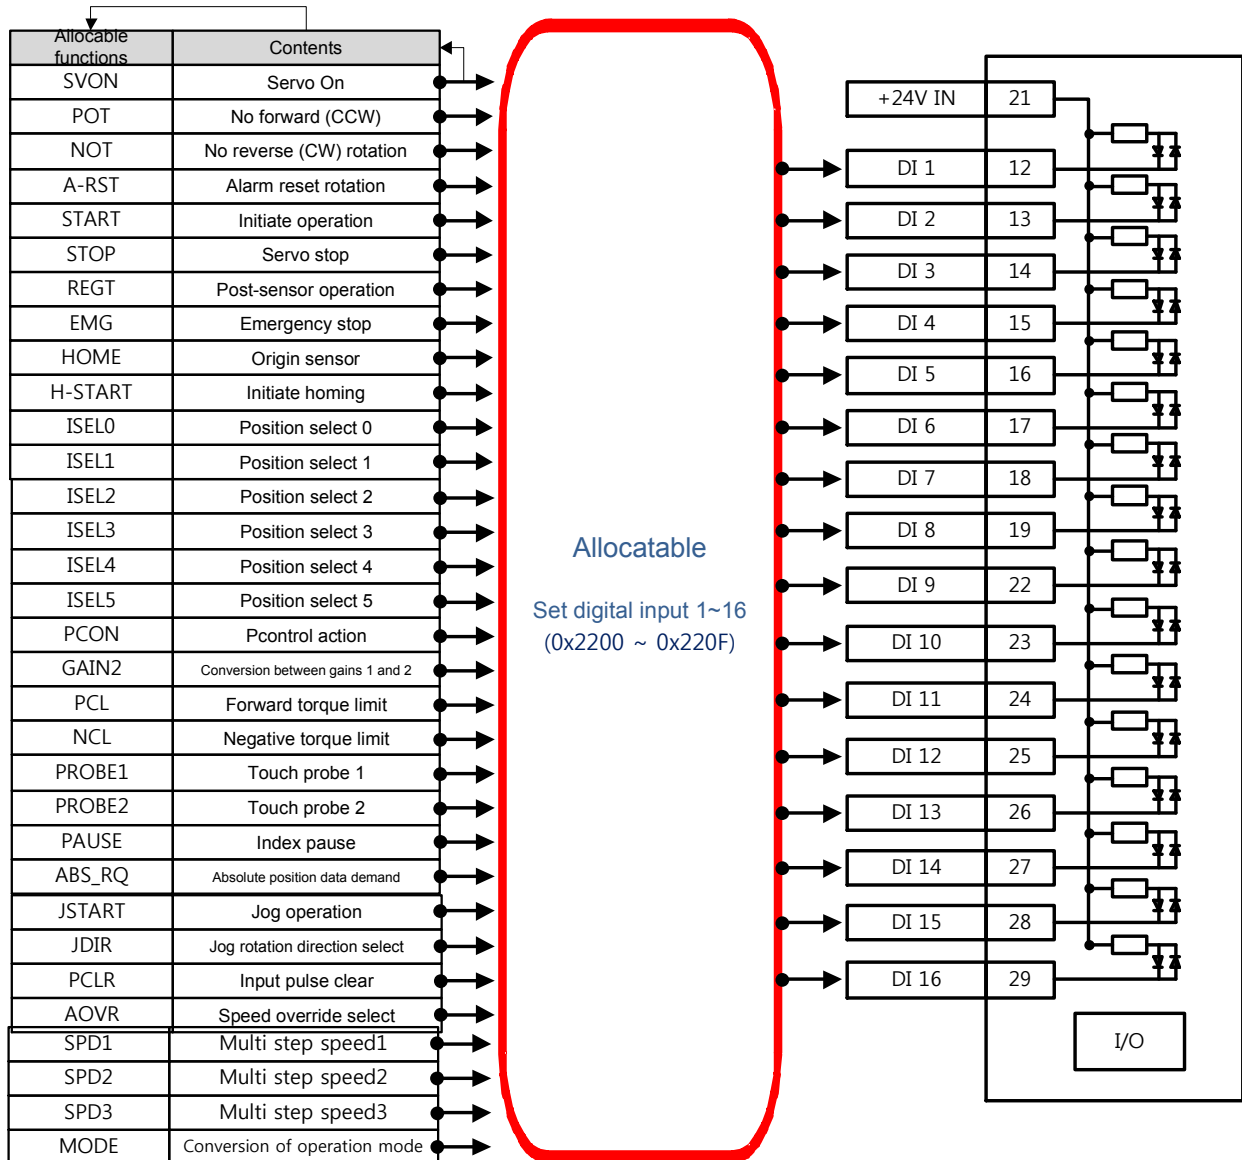 Allocable functions Contents
SVON Servo On
POT No forward (CCW)
NOT No reverse (CW) rotation
A-RST Alarm reset rotation
START Initiate operation
STOP Servo stop
REGT Post-sensor operation
EMG Emergency stop
HOME Origin sensor
H-START Initiate homing
ISEL0 Position select 0
ISEL1 Position select 1
ISEL2 Position select 2
ISEL3 Position select 3
ISEL4 Position select 4
ISEL5 Position select 5
PCON Pcontrol action
GAIN2 Conversion between gains 1 and 2
PCL Forward torque limit
NCL Negative torque limit
PROBE1 Touch probe 1
PROBE2 Touch probe 2
PAUSE Index pause
ABS_RQ Absolute position data demand
JSTART Jog operation
JDIR Jog rotation direction select
PCLR Input pulse clear
AOVR Speed override select
SPD1 Multi step speed1
SPD2 Multi step speed2
SPD3 Multi step speed3
MODE Conversion of operation mode
Allocatable
Set digital input 1~16
(0x2200 ~ 0x220F)
+24V IN 21
DI 1 12
DI 2 13
DI 3 14
DI 4 15
DI 5 16
DI 6 17
DI 7 18
DI 8 19
DI 9 22
DI 10 23
DI 11 24
DI 12 25
DI 13 26
DI 14 27
DI 15 28
DI 16 29
I/O